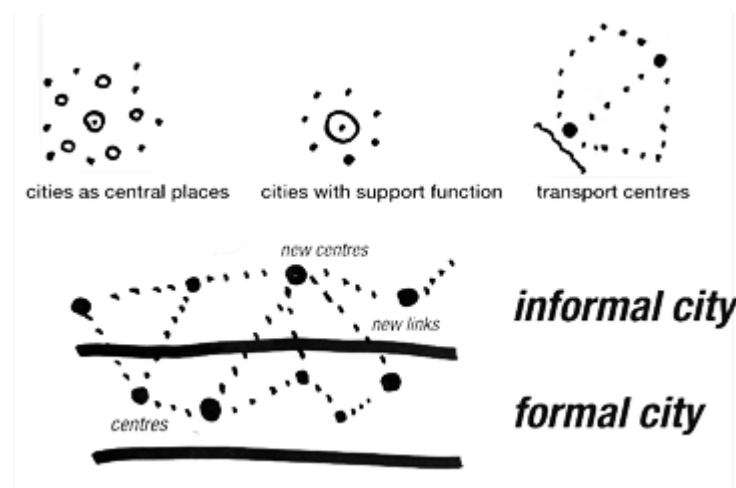 cities as central places
cities with support function
transport centres
new centres
new links
informal city
centres
formal city